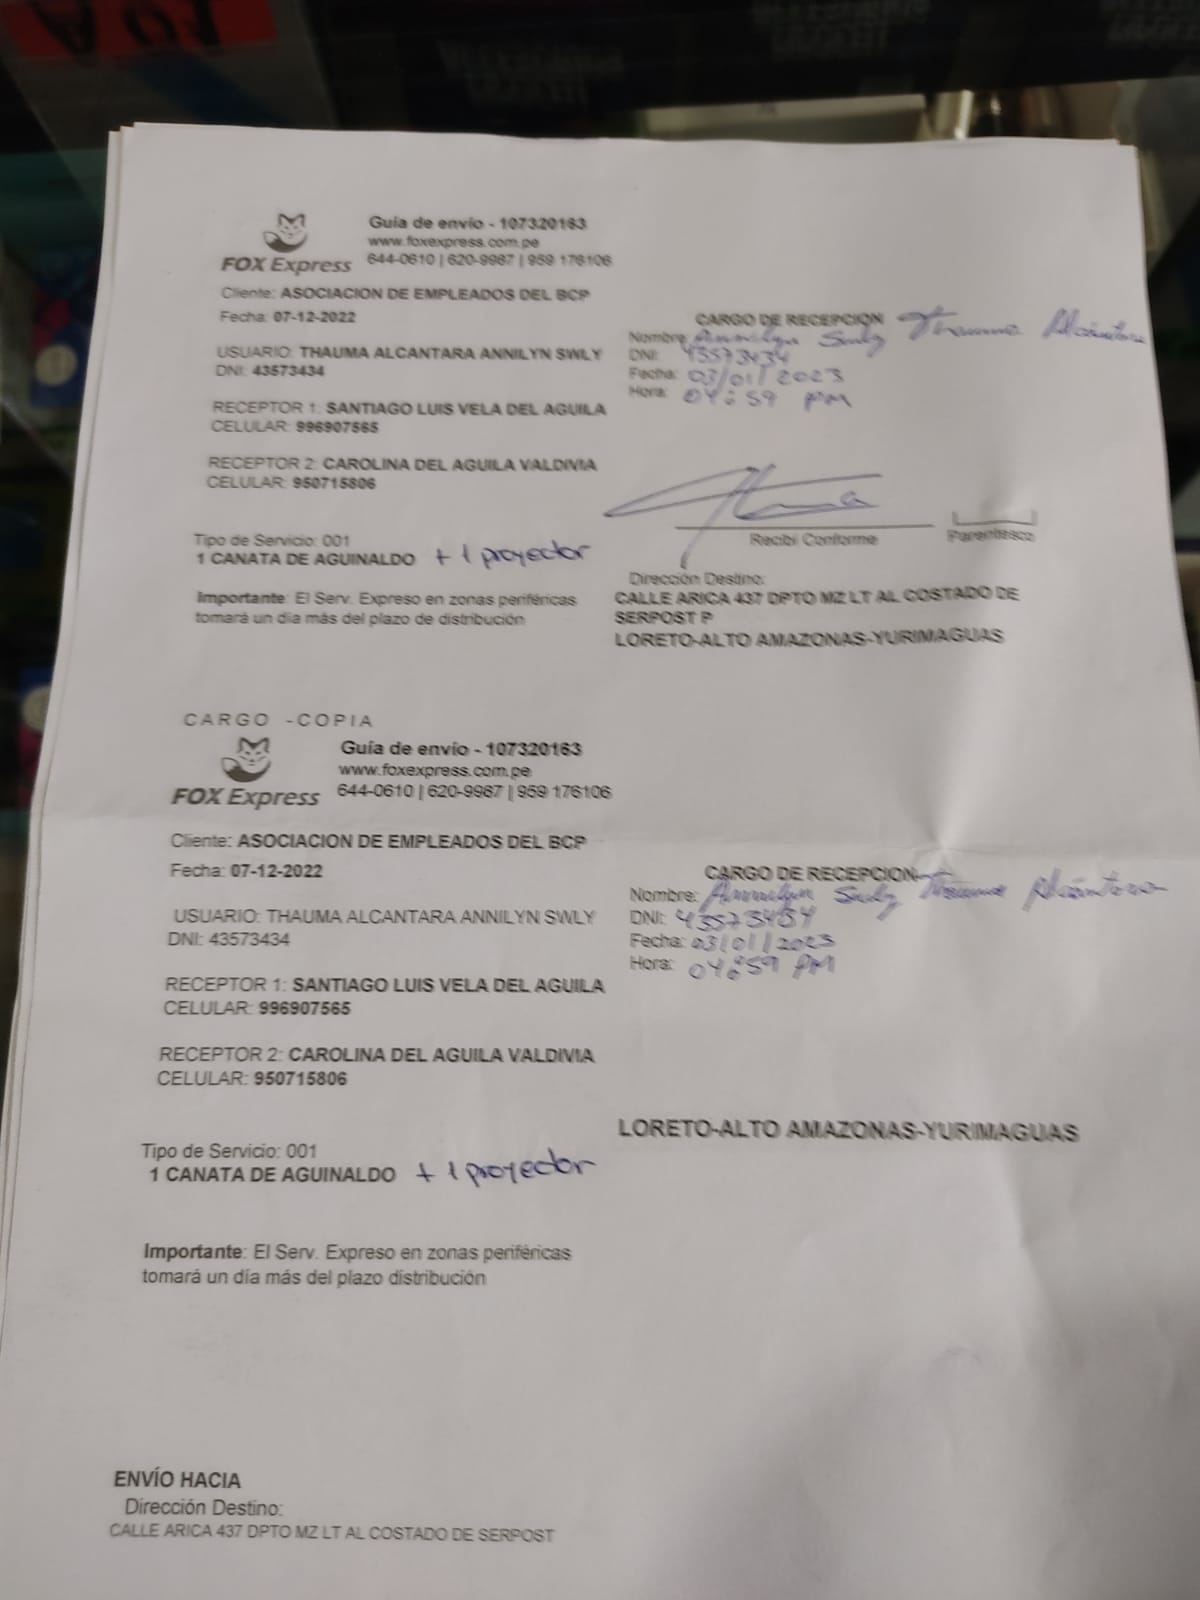 Guía de envío - 107320163
www.foxexpress.com.pe
FOX Express
644-0610 | 620-9987 | 959 176106
Cliente: ASOCIACION DE EMPLEADOS DEL BCP
Fecha: 07-12-2022
USUARIO: THAUMA ALCANTARA ANNILYN SWLY
DNI: 43573434
RECEPTOR 1: SANTIAGO LUIS VELA DEL AGUILA
CELULAR: 996907565
RECEPTOR 2: CAROLINA DEL AGUILA VALDIVIA
CELULAR: 950715806
Tipo de Servicio: 001
1 CANATA DE AGUINALDO + 1 proyector
Importante: El Serv. Expreso en zonas periféricas
tomará un día más del plazo de distribución
CARGO DE RECEPCION
Nombre: Annilyn Swly Thauma Alcántara
DNI: 43573434
Fecha: 03/01/2023
Hora: 04:59 PM
Recibi Conforme
Parentesco
Dirección Destino:
CALLE ARICA 437 DPTO MZ LT AL COSTADO DE
SERPOST P
LORETO-ALTO AMAZONAS-YURIMAGUAS
CARGO -COPIA
Guía de envío - 107320163
www.foxexpress.com.pe
FOX Express
644-0610 | 620-9987 | 959 176106
Cliente: ASOCIACION DE EMPLEADOS DEL BCP
Fecha: 07-12-2022
USUARIO: THAUMA ALCANTARA ANNILYN SWLY
DNI: 43573434
RECEPTOR 1: SANTIAGO LUIS VELA DEL AGUILA
CELULAR: 996907565
RECEPTOR 2: CAROLINA DEL AGUILA VALDIVIA
CELULAR: 950715806
CARGO DE RECEPCION
Nombre: Annilyn Swly Thauma Alcántara
DNI: 43573434
Fecha: 03/01/2023
Hora: 04:59 PM
LORETO-ALTO AMAZONAS-YURIMAGUAS
Tipo de Servicio: 001
1 CANATA DE AGUINALDO + 1 proyector
Importante: El Serv. Expreso en zonas periféricas
tomará un día más del plazo distribución
ENVÍO HACIA
Dirección Destino:
CALLE ARICA 437 DPTO MZ LT AL COSTADO DE SERPOST